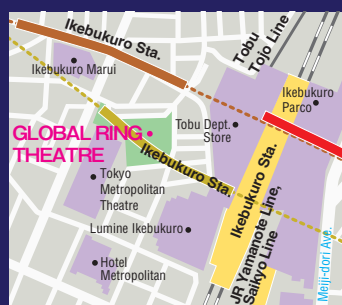 Ikebukuro Sta.
Tobu
Tojo Line
Ikebukuro Marui
Ikebukuro
Parco
GLOBAL RING
THEATRE
Tobu Dept.
Store
Ikebukuro Sta.
Ikebukuro Sta.
Tokyo
Metropolitan
Theatre
JR Yamanote Line,
Saikyo Line
Lumine Ikebukuro
Hotel
Metropolitan
Meiji-dori Ave.